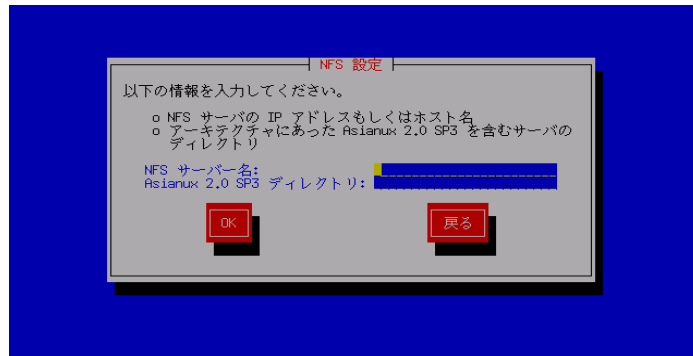 NFS 設定
以下の情報を入力してください。
o NFS サーバの IP アドレスもしくはホスト名
o アーキテクチャにあった Asianux 2.0 SP3 を含むサーバの
ディレクトリ
NFS サーバー名:
Asianux 2.0 SP3 ディレクトリ:
OK 戻る